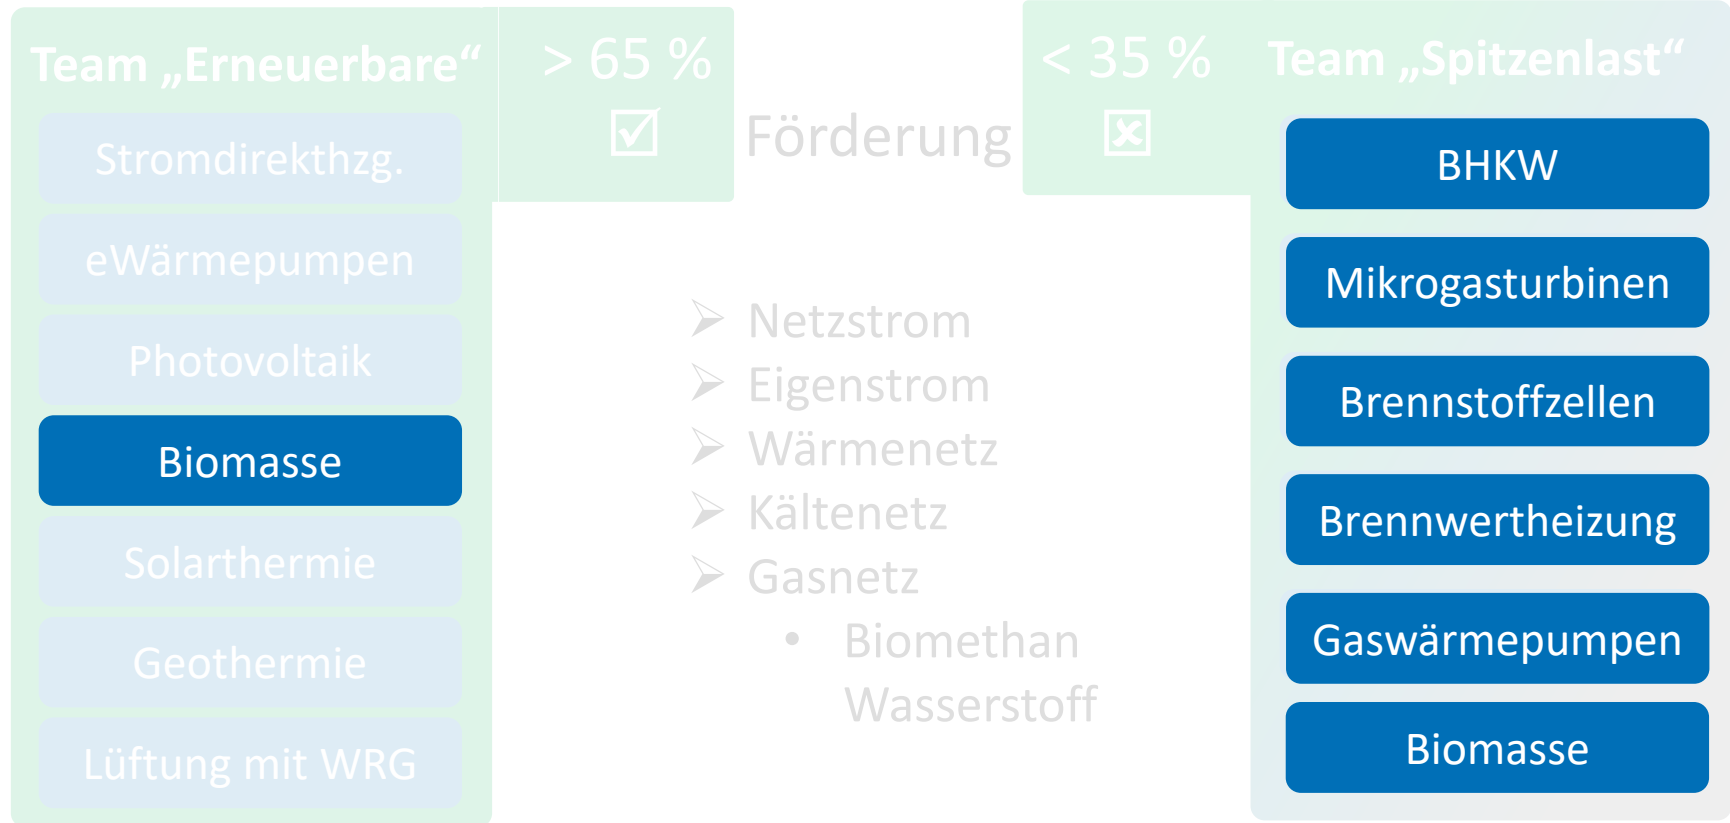 Team „Erneuerbare“
Stromdirekthzg.
eWärmepumpen
Photovoltaik
Biomasse
Solarthermie
Geothermie
Lüftung mit WRG
> 65 %
☑
Förderung
< 35 %
☒
➢ Netzstrom
➢ Eigenstrom
➢ Wärmenetz
➢ Kältenetz
➢ Gasnetz
• Biomethan
Wasserstoff
Team „Spitzenlast“
BHKW
Mikrogasturbinen
Brennstoffzellen
Brennwertheizung
Gaswärmepumpen
Biomasse